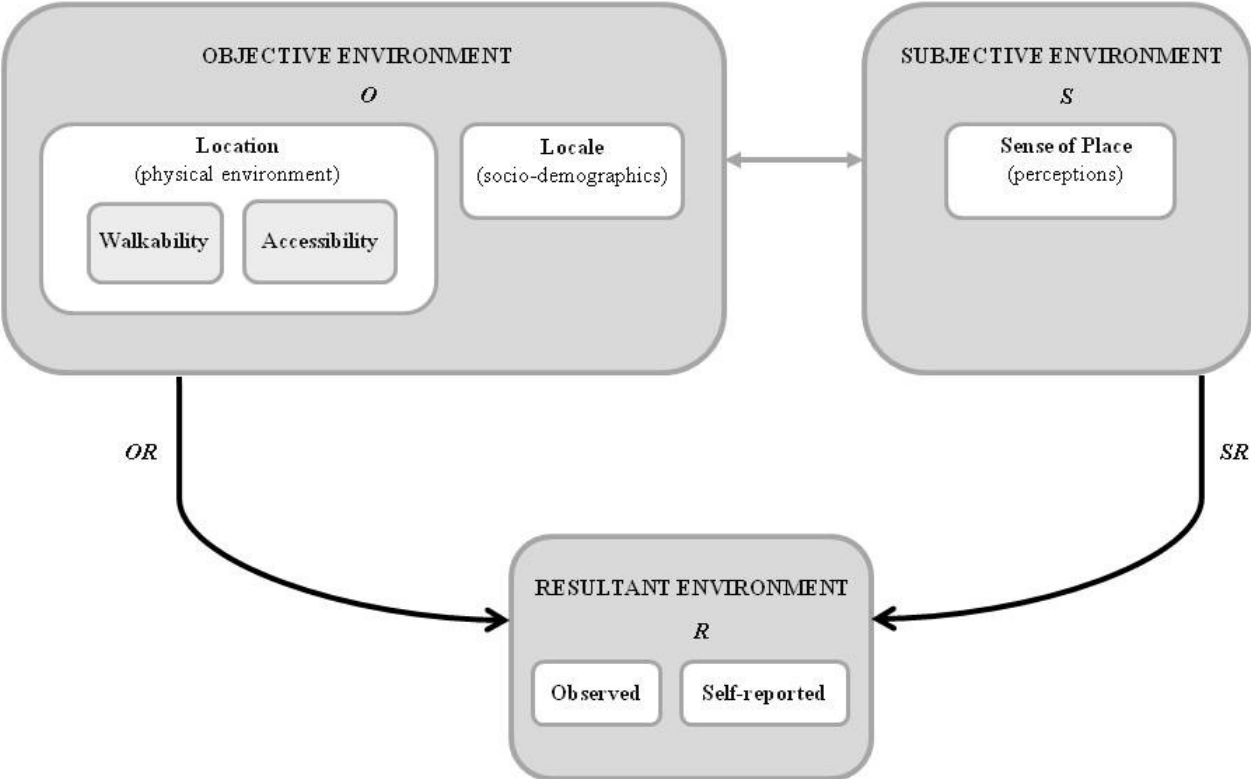 OBJECTIVE ENVIRONMENT
O
Location
(physical environment)
Walkability
Accessibility
Locale
(socio-demographics)
SUBJECTIVE ENVIRONMENT
S
Sense of Place
(perceptions)
OR
SR
RESULTANT ENVIRONMENT
R
Observed
Self-reported